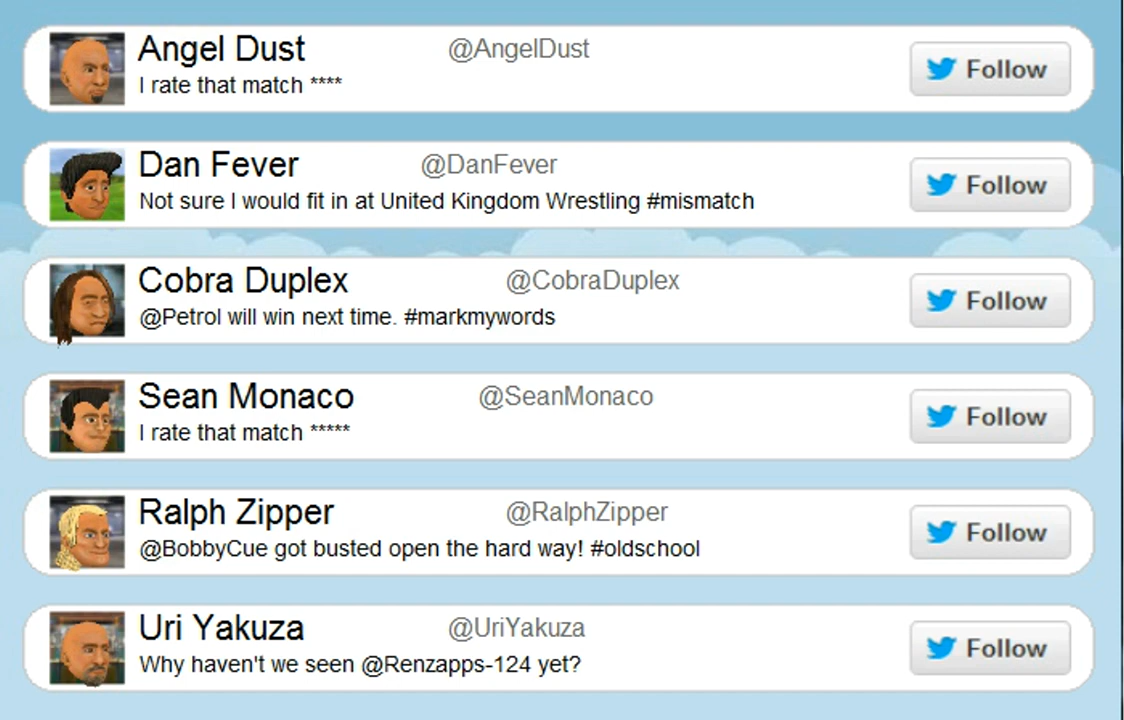 Angel Dust @AngelDust
I rate that match ****
Follow
Dan Fever @DanFever
Not sure I would fit in at United Kingdom Wrestling #mismatch
Follow
Cobra Duplex @CobraDuplex
@Petrol will win next time. #markmywords
Follow
Sean Monaco @SeanMonaco
I rate that match *****
Follow
Ralph Zipper @RalphZipper
@BobbyCue got busted open the hard way! #oldschool
Follow
Uri Yakuza @UriYakuza
Why haven't we seen @Renzapps-124 yet?
Follow